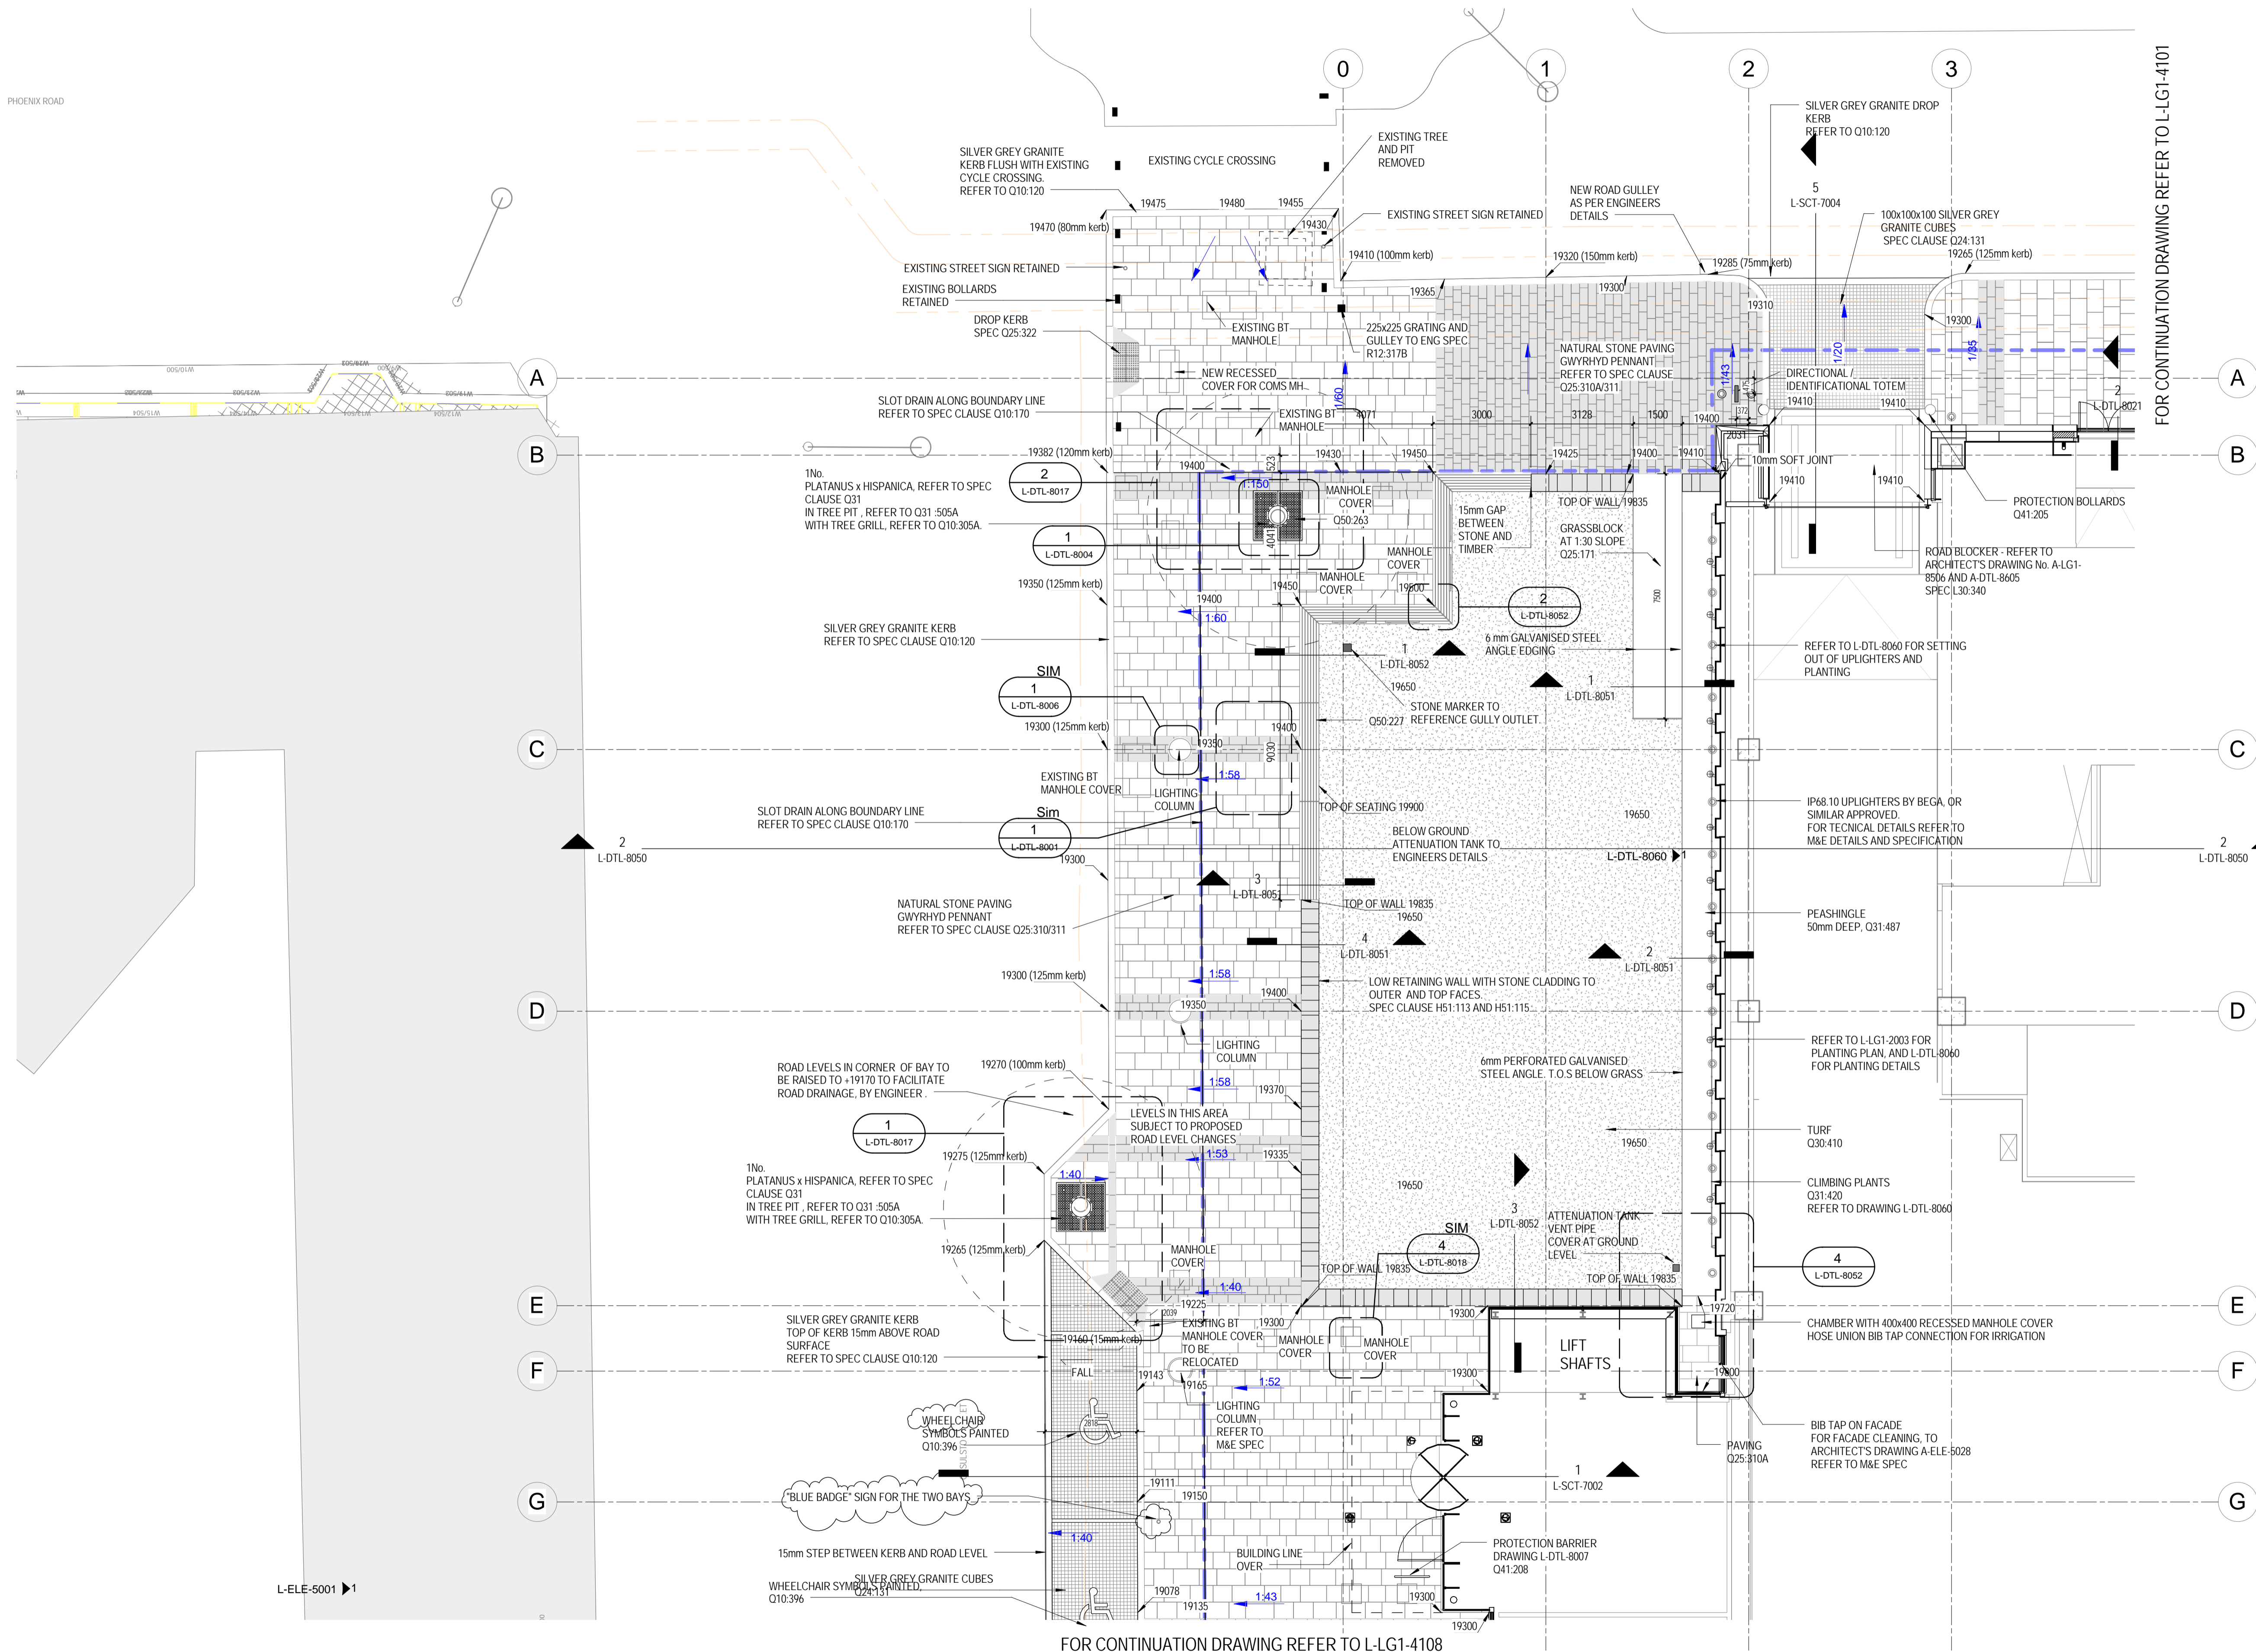 PHOENIX ROAD
0
1
2
3
FOR CONTINUATION DRAWING REFER TO L-LG1-4101
SILVER GREY GRANITE
KERB FLUSH WITH EXISTING
CYCLE CROSSING.
REFER TO Q10:120
EXISTING CYCLE CROSSING
EXISTING TREE
AND PIT
REMOVED
SILVER GREY GRANITE DROP
KERB
REFER TO Q10:120
5
L-SCT-7004
NEW ROAD GULLEY
AS PER ENGINEERS
DETAILS
100x100x100 SILVER GREY
GRANITE CUBES
SPEC CLAUSE Q24:131
19265 (125mm kerb)
19475
19480
19455
19430
EXISTING STREET SIGN RETAINED
19470 (80mm kerb)
19410 (100mm kerb)
19320 (150mm kerb)
19285 (75mm kerb)
EXISTING STREET SIGN RETAINED
EXISTING BOLLARDS
RETAINED
19365
19300
19310
19300
DROP KERB
SPEC Q25:322
EXISTING BT
MANHOLE
225x225 GRATING AND
GULLEY TO ENG SPEC
R12:317B
NATURAL STONE PAVING
GWYRHYD PENNANT
REFER TO SPEC CLAUSE
Q25:310A/311
1/60
1/43
1/20
1/35
W10/500
A
A
NEW RECESSED
COVER FOR COMS MH
DIRECTIONAL /
IDENTIFICATIONAL TOTEM
475
372
2
L-DTL-8021
SLOT DRAIN ALONG BOUNDARY LINE
REFER TO SPEC CLAUSE Q10:170
EXISTING BT
MANHOLE
4071
3000
3128
1500
19400
19410
19410
2031
B
B
19382 (120mm kerb)
19400
523
19430
19450
19425
19400
19410
10mm SOFT JOINT
1:150
1No.
PLATANUS x HISPANICA, REFER TO SPEC
CLAUSE Q31
IN TREE PIT , REFER TO Q31 :505A
WITH TREE GRILL, REFER TO Q10:305A.
2
L-DTL-8017
MANHOLE
COVER
Q50:263
4041
15mm GAP
BETWEEN
STONE AND
TIMBER
TOP OF WALL 19835
19410
19410
PROTECTION BOLLARDS
Q41:205
GRASSBLOCK
AT 1:30 SLOPE
Q25:171
1
L-DTL-8004
MANHOLE
COVER
ROAD BLOCKER - REFER TO
ARCHITECT'S DRAWING No. A-LG1-
8506 AND A-DTL-8605
SPEC L30:340
19350 (125mm kerb)
19450
MANHOLE
COVER
19500
7500
19400
1:60
2
L-DTL-8052
SILVER GREY GRANITE KERB
REFER TO SPEC CLAUSE Q10:120
6 mm GALVANISED STEEL
ANGLE EDGING
1
L-DTL-8052
REFER TO L-DTL-8060 FOR SETTING
OUT OF UPLIGHTERS AND
PLANTING
SIM
1
L-DTL-8006
19650
1
L-DTL-8051
STONE MARKER TO
REFERENCE GULLY OUTLET.
Q50:227
19300 (125mm kerb)
19400
19350
9030
C
C
EXISTING BT
MANHOLE COVER
1:58
LIGHTING
COLUMN
TOP OF SEATING 19900
19650
IP68.10 UPLIGHTERS BY BEGA, OR
SIMILAR APPROVED.
FOR TECNICAL DETAILS REFER TO
M&E DETAILS AND SPECIFICATION
SLOT DRAIN ALONG BOUNDARY LINE
REFER TO SPEC CLAUSE Q10:170
Sim
1
L-DTL-8001
BELOW GROUND
ATTENUATION TANK TO
ENGINEERS DETAILS
2
L-DTL-8050
19300
L-DTL-8060 1
2
L-DTL-8050
3
L-DTL-8051
TOP OF WALL 19835
19650
NATURAL STONE PAVING
GWYRHYD PENNANT
REFER TO SPEC CLAUSE Q25:310/311
PEASHINGLE
50mm DEEP, Q31:487
4
L-DTL-8051
2
L-DTL-8051
19300 (125mm kerb)
1:58
LOW RETAINING WALL WITH STONE CLADDING TO
OUTER AND TOP FACES.
SPEC CLAUSE H51:113 AND H51:115
19400
19350
D
D
LIGHTING
COLUMN
REFER TO L-LG1-2003 FOR
PLANTING PLAN, AND L-DTL-8060
FOR PLANTING DETAILS
ROAD LEVELS IN CORNER OF BAY TO
BE RAISED TO +19170 TO FACILITATE
ROAD DRAINAGE, BY ENGINEER .
19270 (100mm kerb)
1:58
19370
6mm PERFORATED GALVANISED
STEEL ANGLE. T.O.S BELOW GRASS
1
L-DTL-8017
LEVELS IN THIS AREA
SUBJECT TO PROPOSED
ROAD LEVEL CHANGES
19275 (125mm kerb)
1:53
19335
19650
TURF
Q30:410
1No.
PLATANUS x HISPANICA, REFER TO SPEC
CLAUSE Q31
IN TREE PIT , REFER TO Q31 :505A
WITH TREE GRILL, REFER TO Q10:305A.
1:40
19650
3
L-DTL-8052
CLIMBING PLANTS
Q31:420
REFER TO DRAWING L-DTL-8060
ATTENUATION TANK
VENT PIPE
COVER AT GROUND
LEVEL
19265 (125mm kerb)
MANHOLE
COVER
SIM
4
L-DTL-8018
TOP OF WALL 19835
TOP OF WALL 19835
4
L-DTL-8052
1:40
E
E
19225
2039
19300
19300
19720
SILVER GREY GRANITE KERB
TOP OF KERB 15mm ABOVE ROAD
SURFACE
REFER TO SPEC CLAUSE Q10:120
19160 (15mm kerb)
EXISTING BT
MANHOLE COVER
TO BE
RELOCATED
MANHOLE
COVER
MANHOLE
COVER
CHAMBER WITH 400x400 RECESSED MANHOLE COVER
HOSE UNION BIB TAP CONNECTION FOR IRRIGATION
LIFT
SHAFTS
F
F
FALL
19143
19165
1:52
19300
19300
WHEELCHAIR
SYMBOLS PAINTED
Q10:396
2818
LIGHTING
COLUMN
REFER TO
M&E SPEC
PAVING
Q25:310A
BIB TAP ON FACADE
FOR FACADE CLEANING, TO
ARCHITECT'S DRAWING A-ELE-5028
REFER TO M&E SPEC
1
L-SCT-7002
"BLUE BADGE" SIGN FOR THE TWO BAYS
19111
19150
G
G
1:40
15mm STEP BETWEEN KERB AND ROAD LEVEL
BUILDING LINE
OVER
PROTECTION BARRIER
DRAWING L-DTL-8007
Q41:208
SILVER GREY GRANITE CUBES
Q24:131
WHEELCHAIR SYMBOLS PAINTED,
Q10:396
L-ELE-5001 1
19078
19135
1:43
19300
19300
FOR CONTINUATION DRAWING REFER TO L-LG1-4108